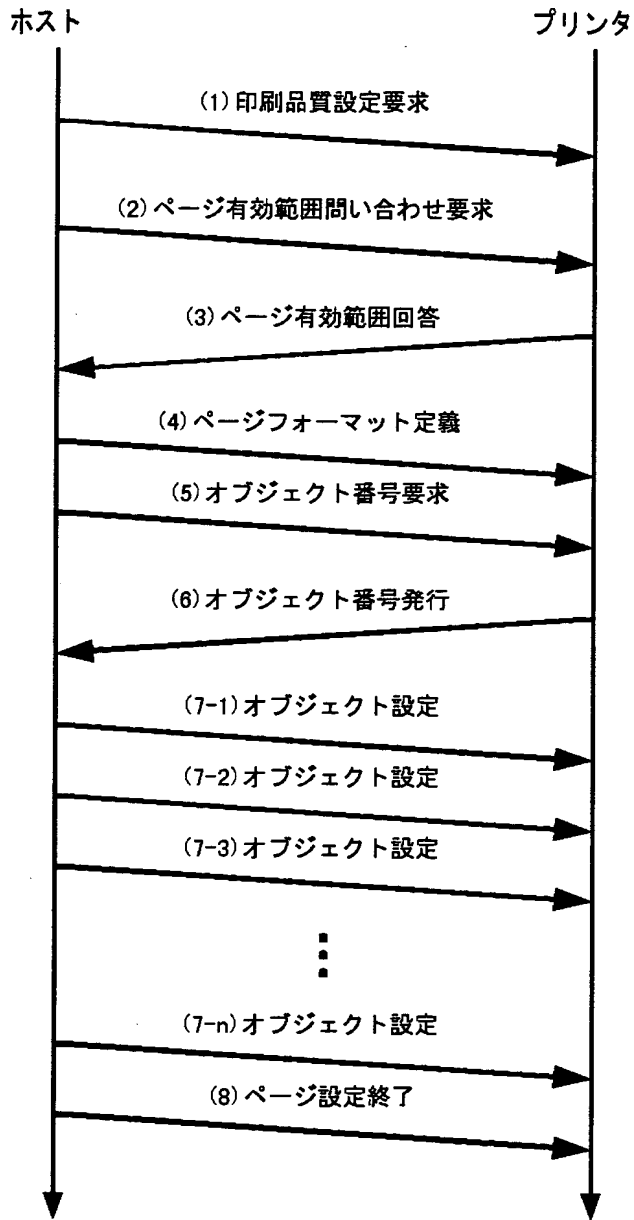 ホスト
プリンタ
(1)印刷品質設定要求
(2)ページ有効範囲問い合わせ要求
(3)ページ有効範囲回答
(4)ページフォーマット定義
(5)オブジェクト番号要求
(6)オブジェクト番号発行
(7-1)オブジェクト設定
(7-2)オブジェクト設定
(7-3)オブジェクト設定
(7-n)オブジェクト設定
(8)ページ設定終了